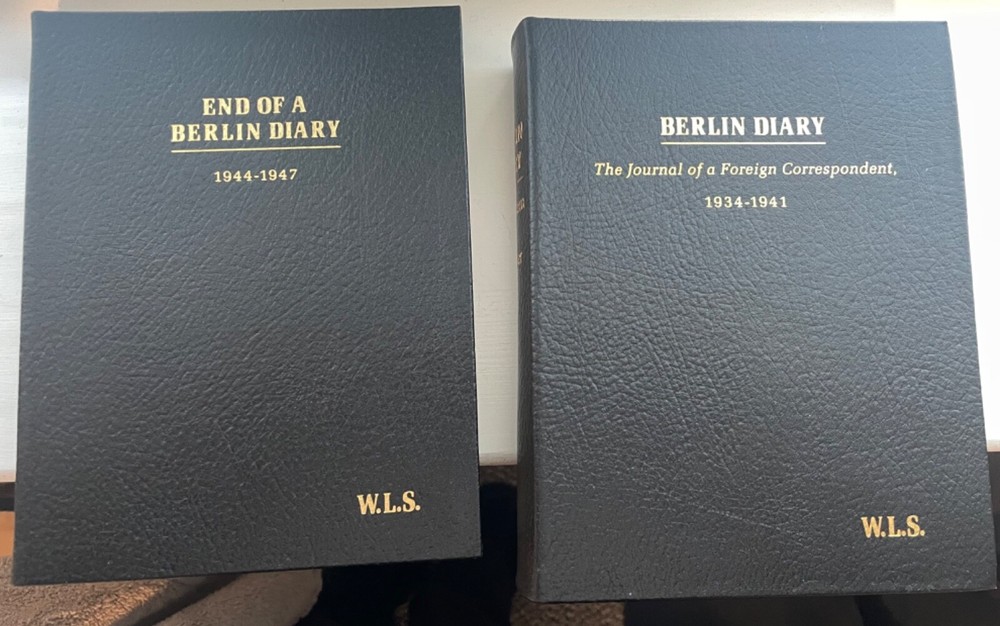 END OF A
BERLIN DIARY
1944-1947
W.L.S.
BERLIN DIARY
The Journal of a Foreign Correspondent,
1934-1941
W.L.S.